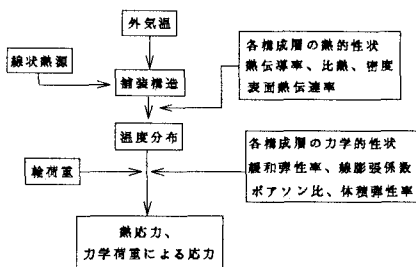 外気温
線状熱源
舗装構造
各構成層の熱的性状
熱伝導率、比熱、密度
表面熱伝達率
温度分布
輪荷重
各構成層の力学的性状
緩和弾性率、線膨張係数
ポアソン比、体積弾性率
熱応力、
力学荷重による応力